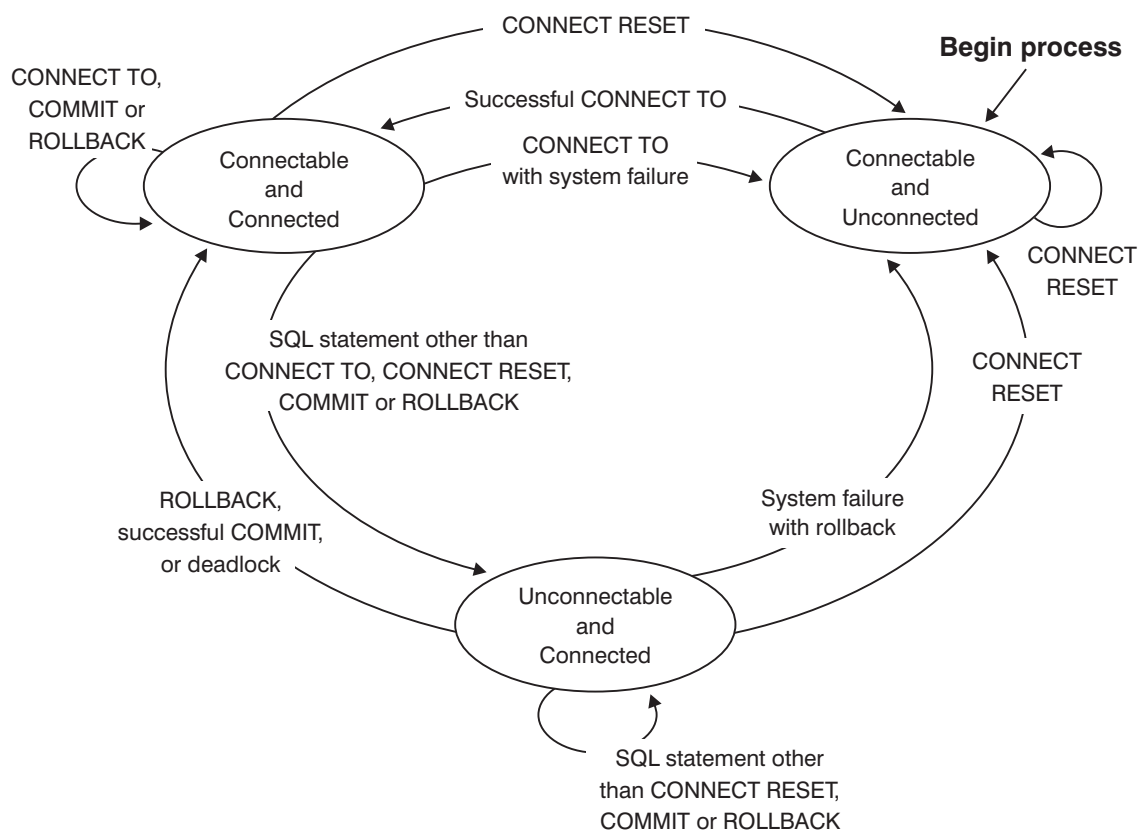 CONNECT RESET
Begin process
CONNECT TO,
COMMIT or
ROLLBACK
Successful CONNECT TO
CONNECT TO
with system failure
Connectable
and
Connected
Connectable
and
Unconnected
CONNECT
RESET
SQL statement other than
CONNECT TO, CONNECT RESET,
COMMIT or ROLLBACK
CONNECT
RESET
ROLLBACK,
successful COMMIT,
or deadlock
System failure
with rollback
Unconnectable
and
Connected
SQL statement other
than CONNECT RESET,
COMMIT or ROLLBACK